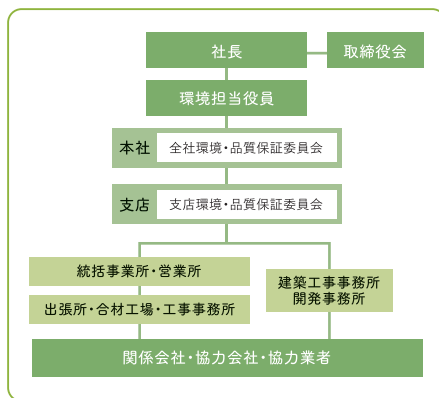 社長
取締役会
環境担当役員
本社
全社環境・品質保証委員会
支店
支店環境・品質保証委員会
統括事業所・営業所
出張所・合材工場・工事事務所
建築工事事務所
開発事務所
関係会社・協力会社・協力業者